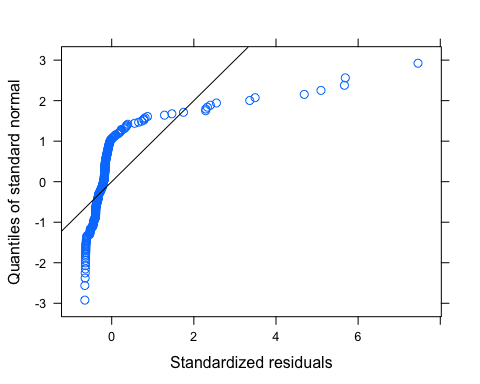 Quantiles of standard normal
3
2
1
0
-1
-2
-3
0 2 4 6
Standardized residuals